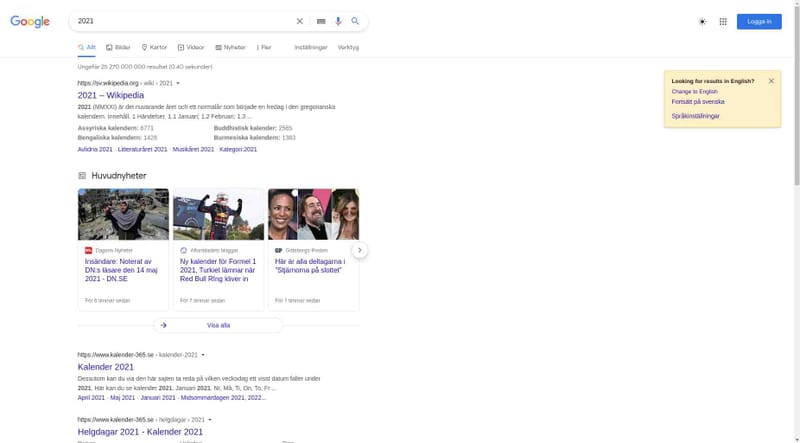 Google
2021
Logga in
Allt
Bilder
Kartor
Videor
Nyheter
Fler
Inställningar
Verktyg
Ungefär 25 270 000 000 resultat (0,40 sekunder)
https://sv.wikipedia.org › wiki › 2021
2021 – Wikipedia
2021 (MMXXI) är det nuvarande året och ett normalår som började en fredag i den gregorianska
kalendern. Innehåll. 1 Händelser. 1.1 Januari; 1.2 Februari; 1.3 ...
Assyriska kalendern: 6771
Buddhistisk kalender: 2565
Bengaliska kalendern: 1428
Burmesiska kalendern: 1383
Avlidna 2021 · Litteraturåret 2021 · Musikåret 2021 · Kategori:2021
Looking for results in English?
Change to English
Fortsätt på svenska
Språkinställningar
Huvudnyheter
Dagens Nyheter
Insändare: Noterat av
DN:s läsare den 14 maj
2021 - DN.SE
För 6 timmar sedan
Aftonbladets bloggar
Ny kalender för Formel 1
2021, Turkiet lämnar när
Red Bull Ring kliver in
För 7 timmar sedan
GP Göteborgs-Posten
Här är alla deltagarna i
"Stjärnorna på slottet"
För 7 timmar sedan
Visa alla
https://www.kalender-365.se › kalender-2021
Kalender 2021
Dessutom kan du via den här sajten ta reda på vilken veckodag ett visst datum faller under
2021. Här kan du se kalender 2021. Januari 2021. Nr, Må, Ti, On, To, Fr ...
April 2021 · Maj 2021 · Januari 2021 · Midsommardagen 2021, 2022...
https://www.kalender-365.se › helgdagar › 2021
Helgdagar 2021 - Kalender 2021